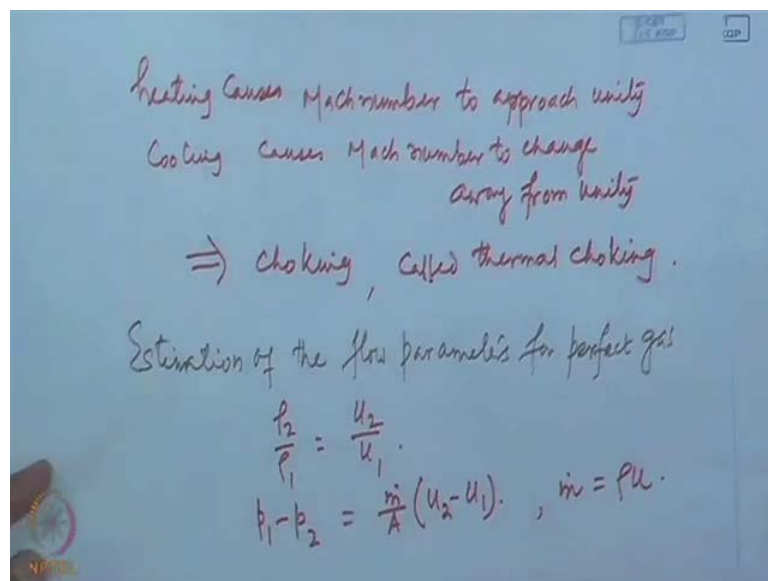 heating causes Mach number to approach unity
Cooling causes Mach number to change
away from unity
⇒ choking, called thermal choking.
Estimation of the flow parameters for perfect gas
ρ2/ρ1 = u2/u1.
p1-p2 = ṁ/A (u2-u1)., ṁ = ρu.
NPTEL